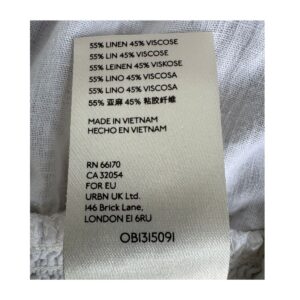 55% LINEN 45% VISCOSE
55% LIN 45% VISCOSE
55% LEINEN 45% VISKOSE
55% LINO 45% VISCOSA
55% LINO 45% VISCOSA
55% 亚麻 45% 粘胶纤维
MADE IN VIETNAM
HECHO EN VIETNAM
RN 66170
CA 32054
FOR EU
URBN UK Ltd.
146 Brick Lane,
LONDON E1 6RU
OB1315091